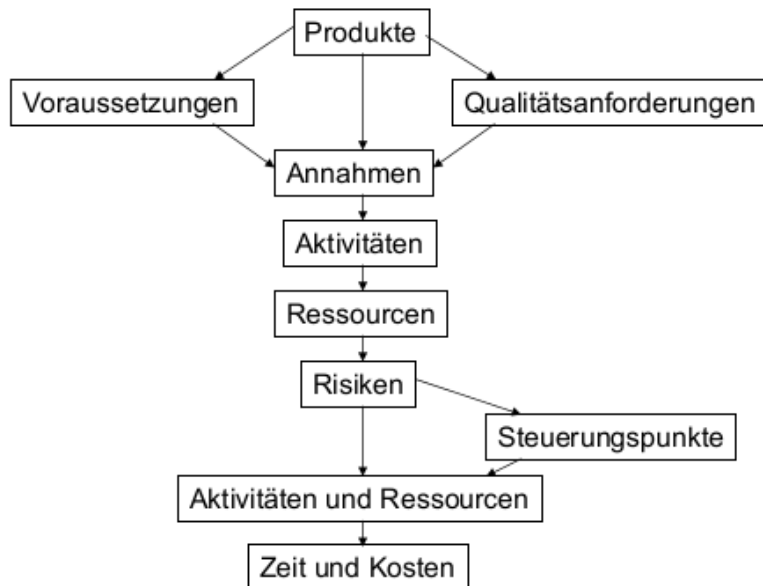 Produkte
Voraussetzungen
Qualitätsanforderungen
Annahmen
Aktivitäten
Ressourcen
Risiken
Steuerungspunkte
Aktivitäten und Ressourcen
Zeit und Kosten